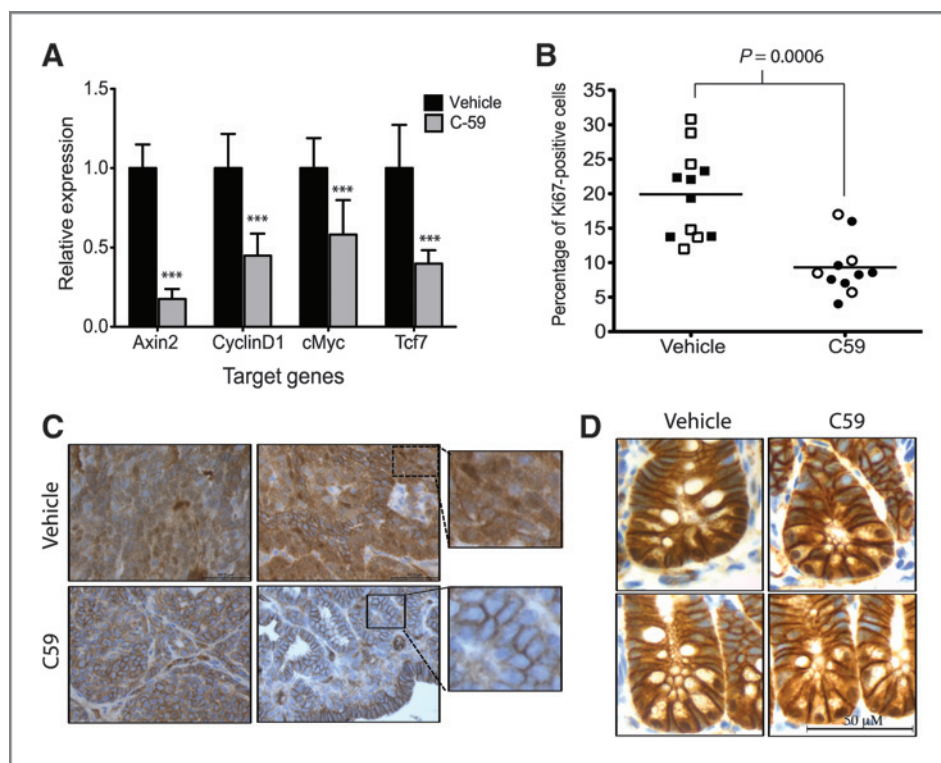 A
Relative expression
1.5
1.0
0.5
0.0
Vehicle
C-59
***
***
***
***
Axin2 CyclinD1 cMyc Tcf7
Target genes
B
P = 0.0006
Percentage of Ki67-positive cells
35
30
25
20
15
10
5
0
Vehicle C59
C
Vehicle
C59
D
Vehicle C59
50 µM